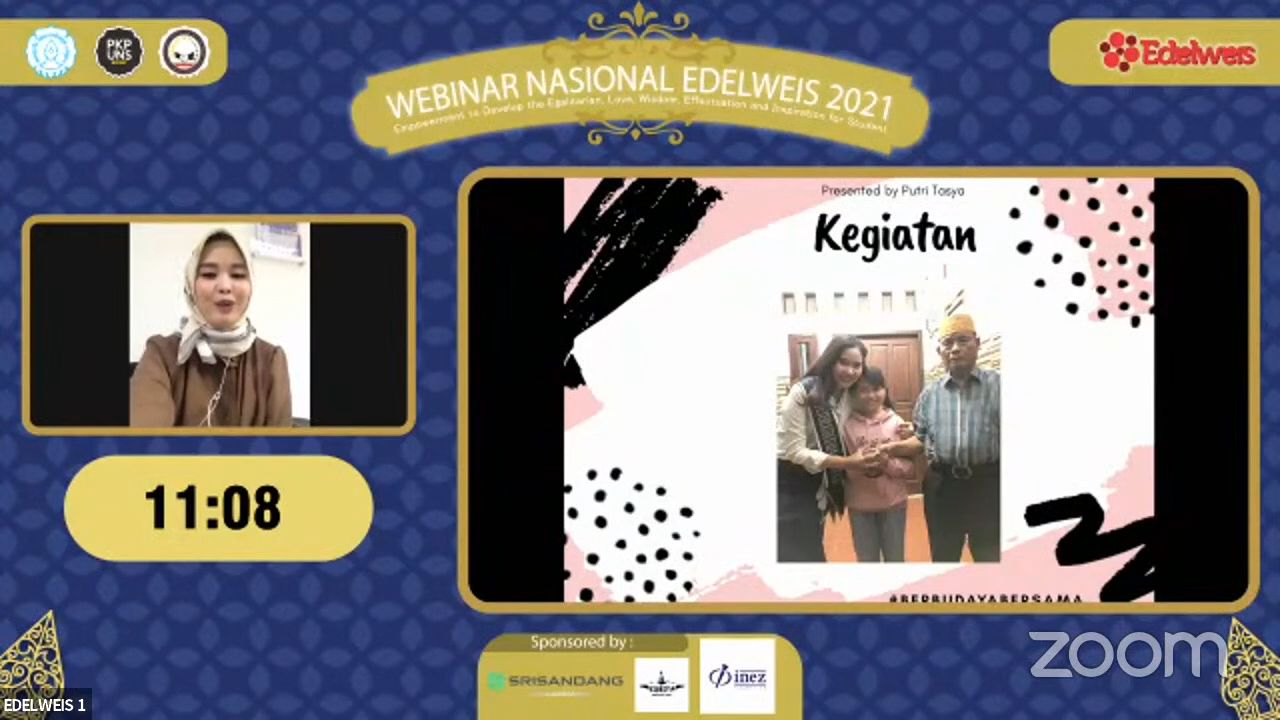 PKP
UNS
WEBINAR NASIONAL EDELWEIS 2021
Empowerment to Develop the Egalitarian, Love, Wisdom, Effectuation and Inspiration for Student
Edelweis
Presented by Putri Tasya
Kegiatan
11:08
#BERBUDAYABERSAMA
Sponsored by :
SRISANDANG
inez
zoom
EDELWEIS 1